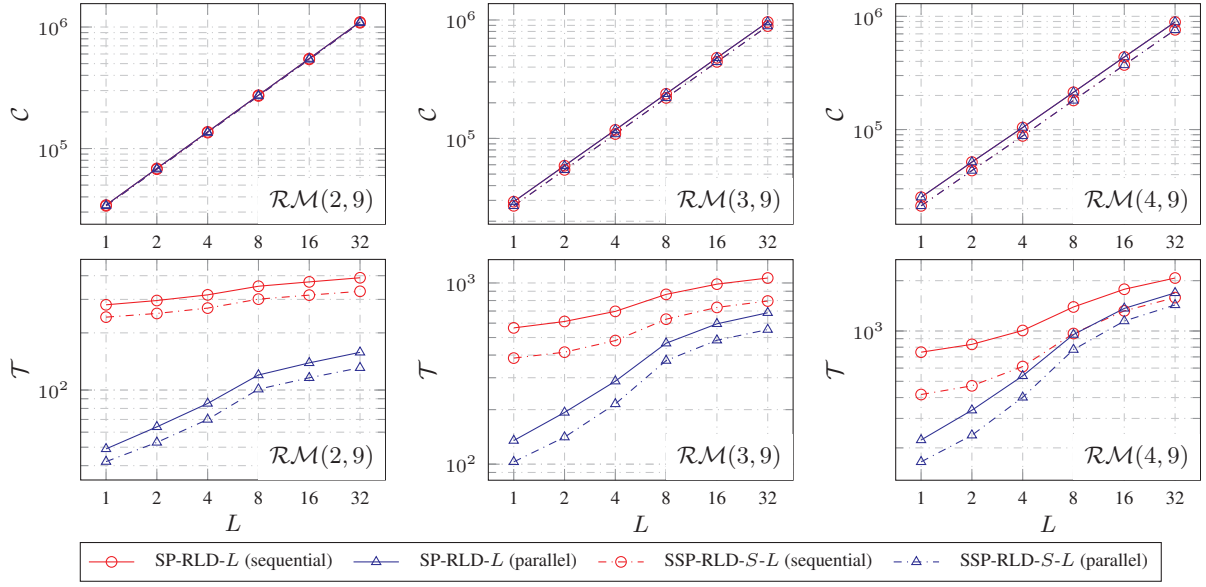 10^6
10^5
𝒞
ℛℳ(2, 9)
1 2 4 8 16 32
10^6
10^5
𝒞
ℛℳ(3, 9)
1 2 4 8 16 32
10^6
10^5
𝒞
ℛℳ(4, 9)
1 2 4 8 16 32
10^2
𝒯
ℛℳ(2, 9)
1 2 4 8 16 32
L
10^3
10^2
𝒯
ℛℳ(3, 9)
1 2 4 8 16 32
L
10^3
𝒯
ℛℳ(4, 9)
1 2 4 8 16 32
L
SP-RLD-L (sequential) SP-RLD-L (parallel) SSP-RLD-S-L (sequential) SSP-RLD-S-L (parallel)